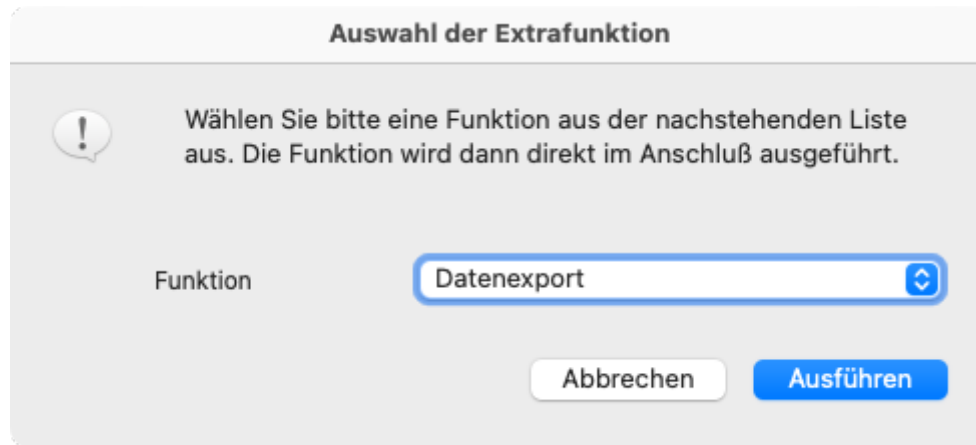 Auswahl der Extrafunktion
Wählen Sie bitte eine Funktion aus der nachstehenden Liste
aus. Die Funktion wird dann direkt im Anschluß ausgeführt.
Funktion Datenexport
Abbrechen Ausführen